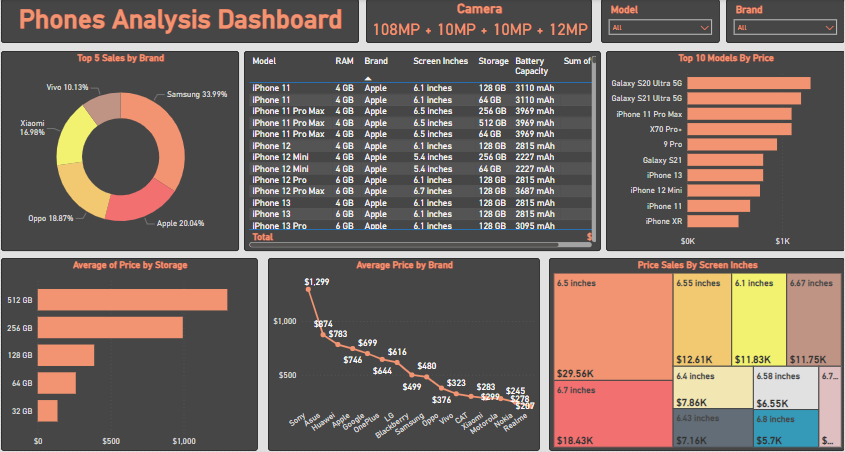 Phones Analysis Dashboard
Camera
108MP + 10MP + 10MP + 12MP
Model
All
Brand
All
Top 5 Sales by Brand
Vivo 10.13%
Samsung 33.99%
Xiaomi
16.98%
Oppo 18.87%
Apple 20.04%
Model RAM Brand Screen Inches Storage Battery Capacity Sum of
iPhone 11 4 GB Apple 6.1 inches 128 GB 3110 mAh
iPhone 11 4 GB Apple 6.1 inches 64 GB 3110 mAh
iPhone 11 Pro Max 4 GB Apple 6.5 inches 256 GB 3969 mAh
iPhone 11 Pro Max 4 GB Apple 6.5 inches 512 GB 3969 mAh
iPhone 11 Pro Max 4 GB Apple 6.5 inches 64 GB 3969 mAh
iPhone 12 4 GB Apple 6.1 inches 128 GB 2815 mAh
iPhone 12 Mini 4 GB Apple 5.4 inches 256 GB 2227 mAh
iPhone 12 Mini 4 GB Apple 5.4 inches 64 GB 2227 mAh
iPhone 12 Pro 6 GB Apple 6.1 inches 128 GB 2815 mAh
iPhone 12 Pro Max 6 GB Apple 6.7 inches 128 GB 3687 mAh
iPhone 13 4 GB Apple 6.1 inches 128 GB 2815 mAh
iPhone 13 6 GB Apple 6.1 inches 128 GB 2815 mAh
iPhone 13 Pro 6 GB Apple 6.1 inches 128 GB 3095 mAh
Total $
Top 10 Models By Price
Galaxy S20 Ultra 5G
Galaxy S21 Ultra 5G
iPhone 11 Pro Max
X70 Pro+
9 Pro
Galaxy S21
iPhone 13
iPhone 12 Mini
iPhone 11
iPhone XR
$0K $1K
Average of Price by Storage
512 GB
256 GB
128 GB
64 GB
32 GB
$0 $500 $1,000
Average Price by Brand
$1,000
$500
$1,299
$874
$783
$746
$699
$644
$616
$499
$480
$376
$323
$283
$299
$245
$278
$207
Sony
Asus
Huawei
Apple
Google
OnePlus
LG
Blackberry
Samsung
Oppo
Vivo
CAT
Xiaomi
Motorola
Nokia
Realme
Price Sales By Screen Inches
6.5 inches
$29.56K
6.7 inches
$18.43K
6.55 inches
$12.61K
6.1 inches
$11.83K
6.67 inches
$11.75K
6.4 inches
$7.86K
6.43 inches
$7.16K
6.58 inches
$6.55K
6.8 inches
$5.7K
6.7...
$...